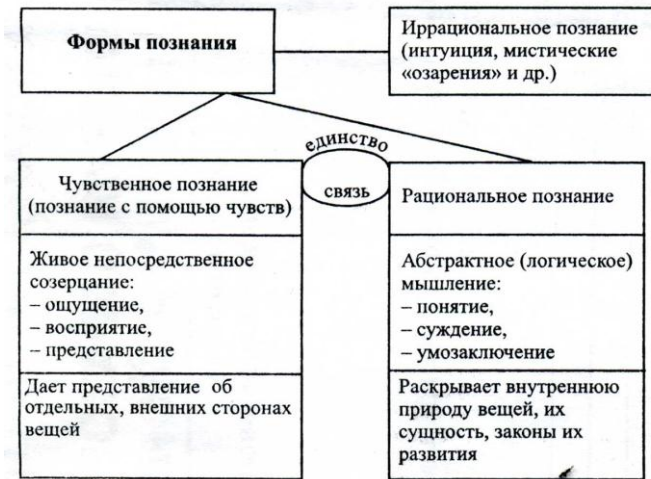 Формы познания
Иррациональное познание
(интуиция, мистические
«озарения» и др.)
единство
связь
Чувственное познание
(познание с помощью чувств)
Рациональное познание
Живое непосредственное
созерцание:
– ощущение,
– восприятие,
– представление
Абстрактное (логическое)
мышление:
– понятие,
– суждение,
– умозаключение
Дает представление об
отдельных, внешних сторонах
вещей
Раскрывает внутреннюю
природу вещей, их
сущность, законы их
развития